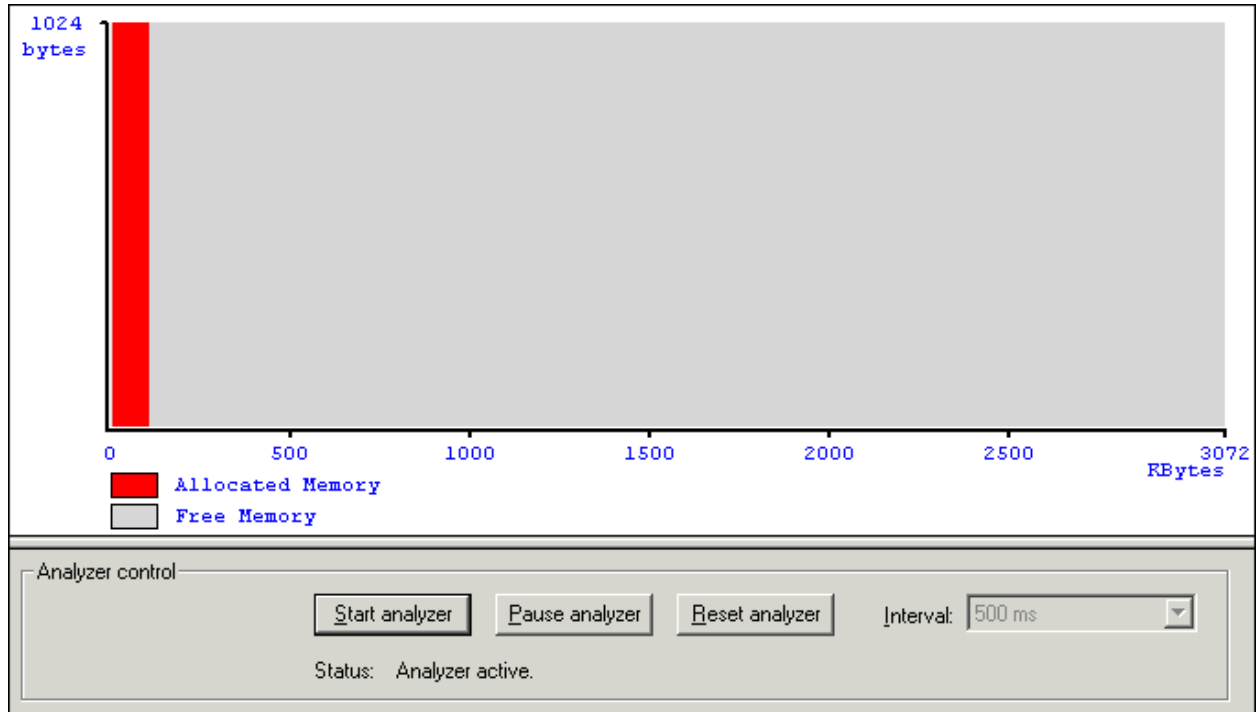 1024
bytes
0 500 1000 1500 2000 2500 3072
KBytes
Allocated Memory
Free Memory
Analyzer control
Start analyzer
Pause analyzer
Reset analyzer
Interval: 500 ms
Status: Analyzer active.